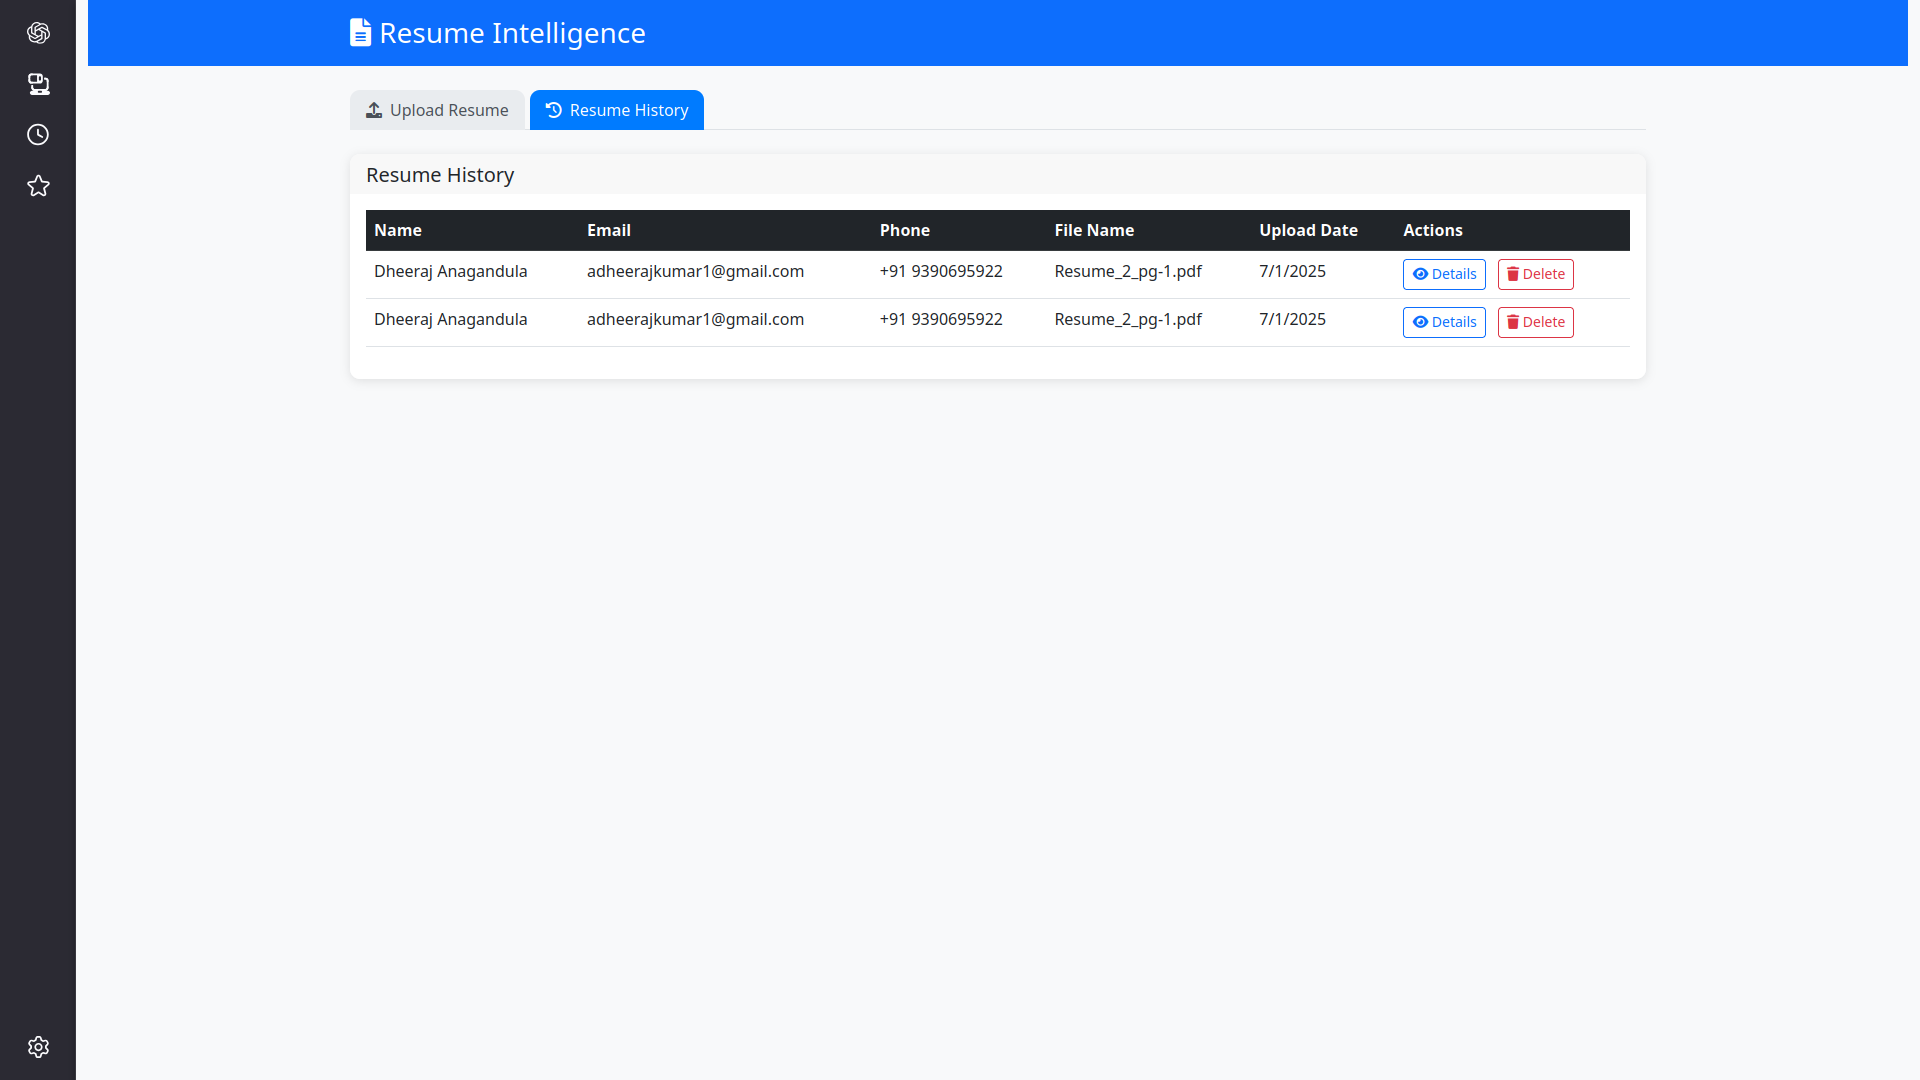 Resume Intelligence
Upload Resume Resume History
Resume History
Name Email Phone File Name Upload Date Actions
Dheeraj Anagandula adheerajkumar1@gmail.com +91 9390695922 Resume_2_pg-1.pdf 7/1/2025 Details Delete
Dheeraj Anagandula adheerajkumar1@gmail.com +91 9390695922 Resume_2_pg-1.pdf 7/1/2025 Details Delete